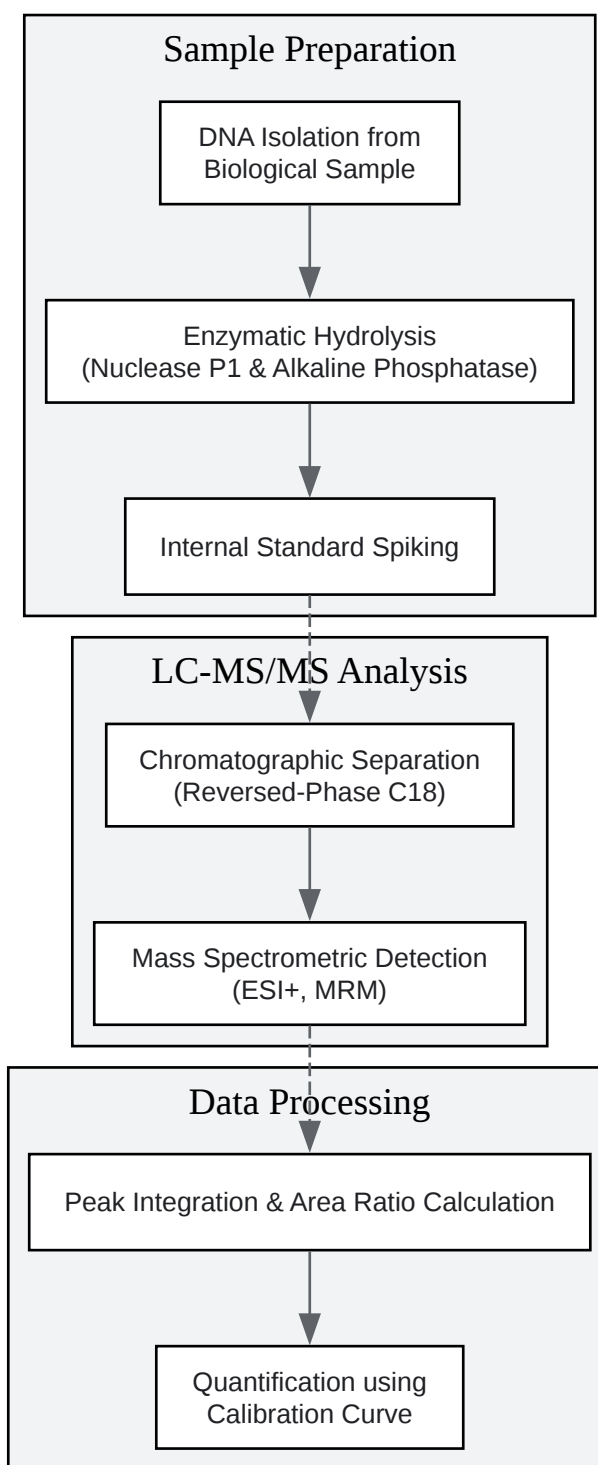 Sample Preparation
DNA Isolation from
Biological Sample
Enzymatic Hydrolysis
(Nuclease P1 & Alkaline Phosphatase)
Internal Standard Spiking
LC-MS/MS Analysis
Chromatographic Separation
(Reversed-Phase C18)
Mass Spectrometric Detection
(ESI+, MRM)
Data Processing
Peak Integration & Area Ratio Calculation
Quantification using
Calibration Curve